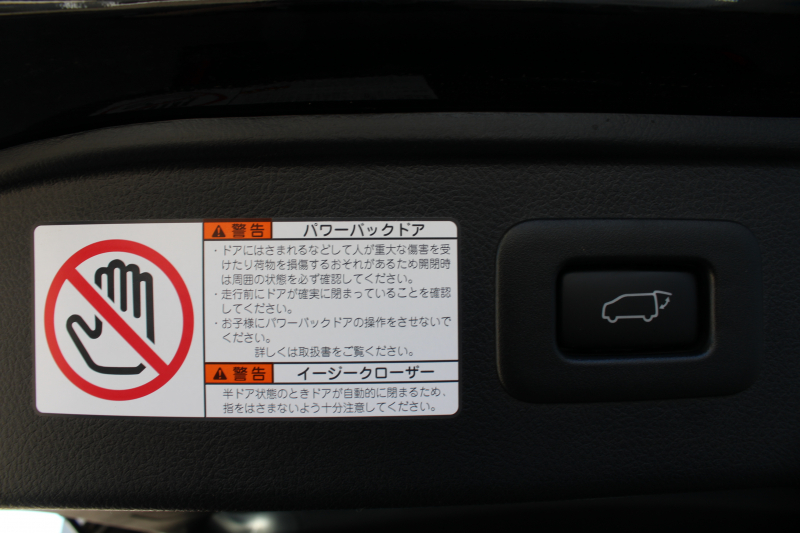 警告 パワーバックドア
・ドアにはさまれるなどして人が重大な傷害を受
けたり荷物を損傷するおそれがあるため開閉時
は周囲の状態を必ず確認してください。
・走行前にドアが確実に閉まっていることを確認
してください。
・お子様にパワーバックドアの操作をさせないで
ください。
詳しくは取扱書をご覧ください。
警告 イージークローザー
半ドア状態のときドアが自動的に閉まるため、
指をはさまないよう十分注意してください。